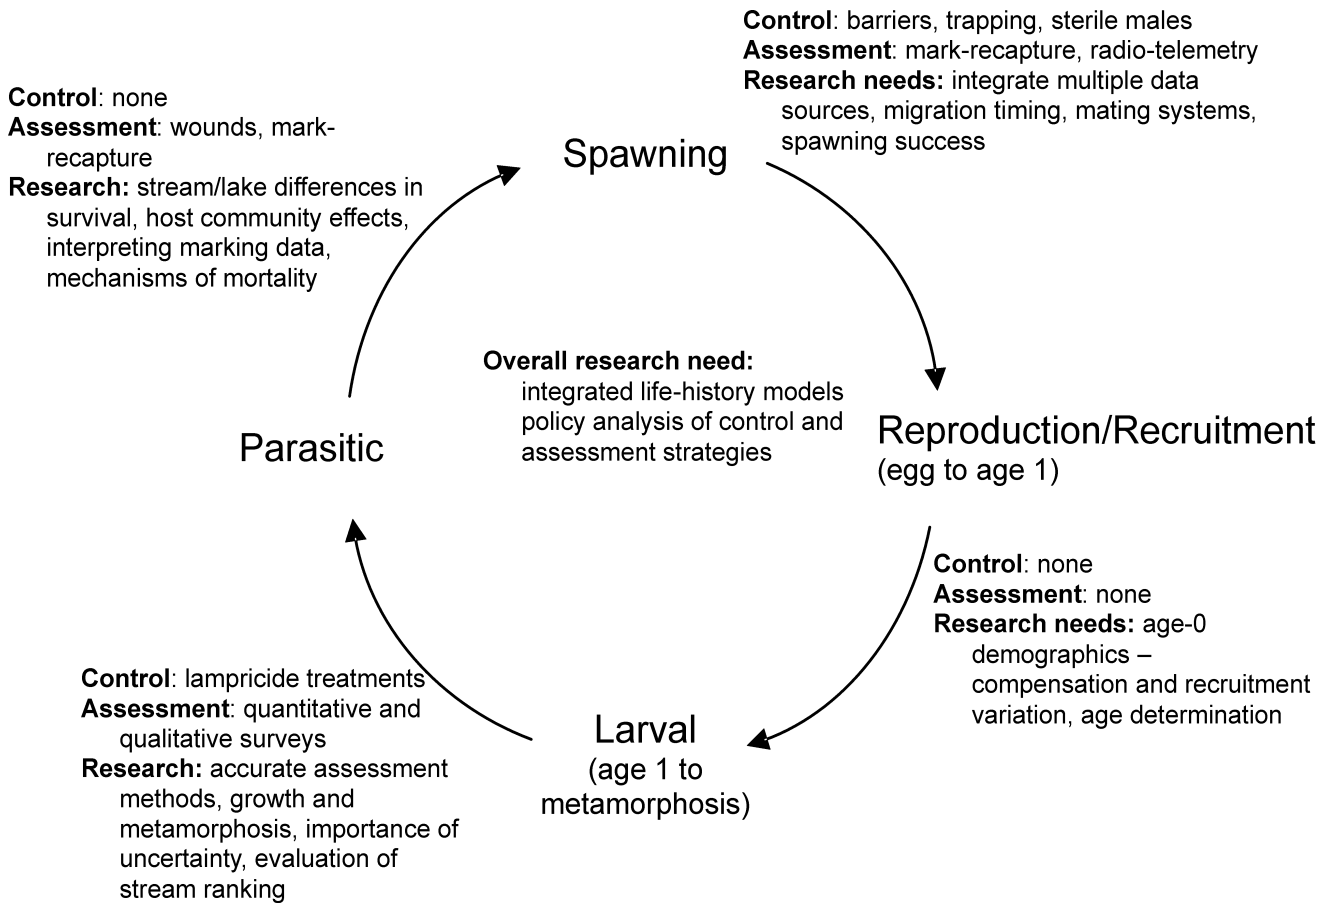 Control: barriers, trapping, sterile males
Assessment: mark-recapture, radio-telemetry
Research needs: integrate multiple data
sources, migration timing, mating systems,
spawning success
Control: none
Assessment: wounds, mark-
recapture
Research: stream/lake differences in
survival, host community effects,
interpreting marking data,
mechanisms of mortality
Spawning
Overall research need:
integrated life-history models
policy analysis of control and
assessment strategies
Parasitic
Reproduction/Recruitment
(egg to age 1)
Control: none
Assessment: none
Research needs: age-0
demographics –
compensation and recruitment
variation, age determination
Control: lampricide treatments
Assessment: quantitative and
qualitative surveys
Research: accurate assessment
methods, growth and
metamorphosis, importance of
uncertainty, evaluation of
stream ranking
Larval
(age 1 to
metamorphosis)